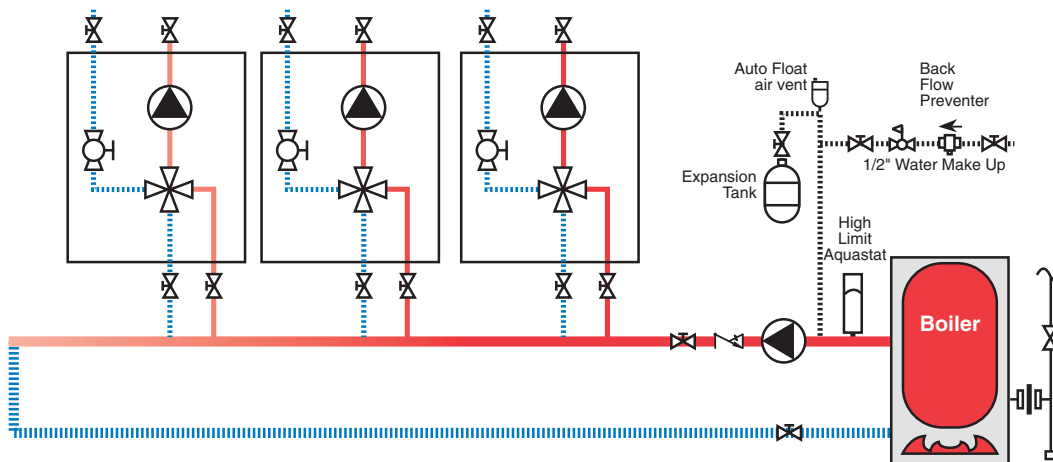 Auto Float
air vent
Back
Flow
Preventer
1/2" Water Make Up
Expansion
Tank
High
Limit
Aquastat
Boiler